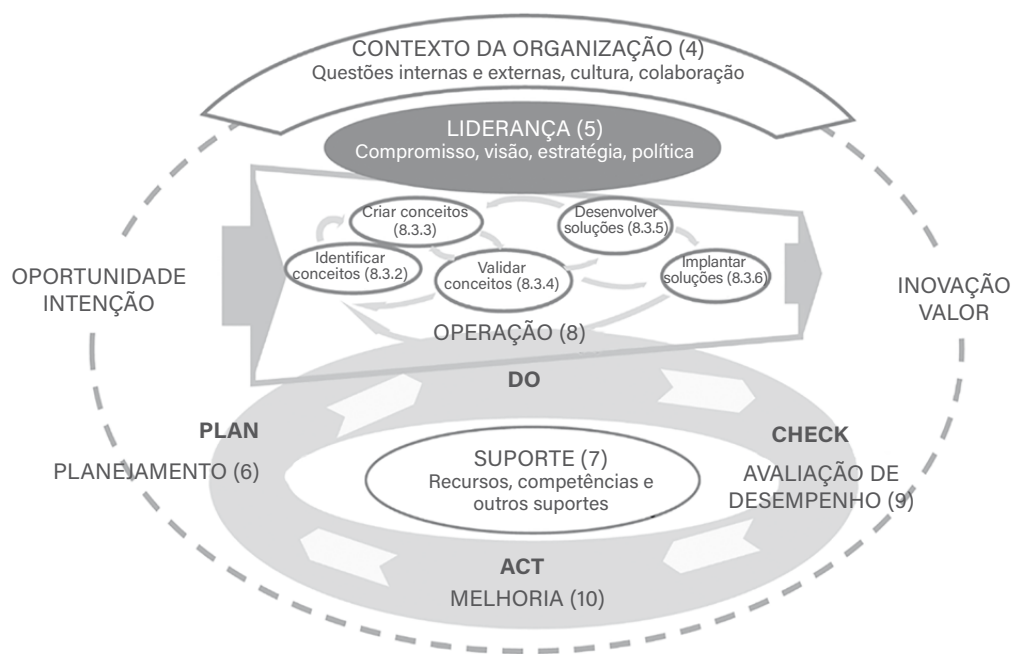 CONTEXTO DA ORGANIZAÇÃO (4)
Questões internas e externas, cultura, colaboração
LIDERANÇA (5)
Compromisso, visão, estratégia, política
Criar conceitos
(8.3.3)
Desenvolver
soluções (8.3.5)
Identificar
conceitos (8.3.2)
Validar
conceitos (8.3.4)
Implantar
soluções (8.3.6)
OPORTUNIDADE
INTENÇÃO
INOVAÇÃO
VALOR
OPERAÇÃO (8)
DO
PLAN
PLANEJAMENTO (6)
CHECK
AVALIAÇÃO DE
DESEMPENHO (9)
SUPORTE (7)
Recursos, competências e
outros suportes
ACT
MELHORIA (10)